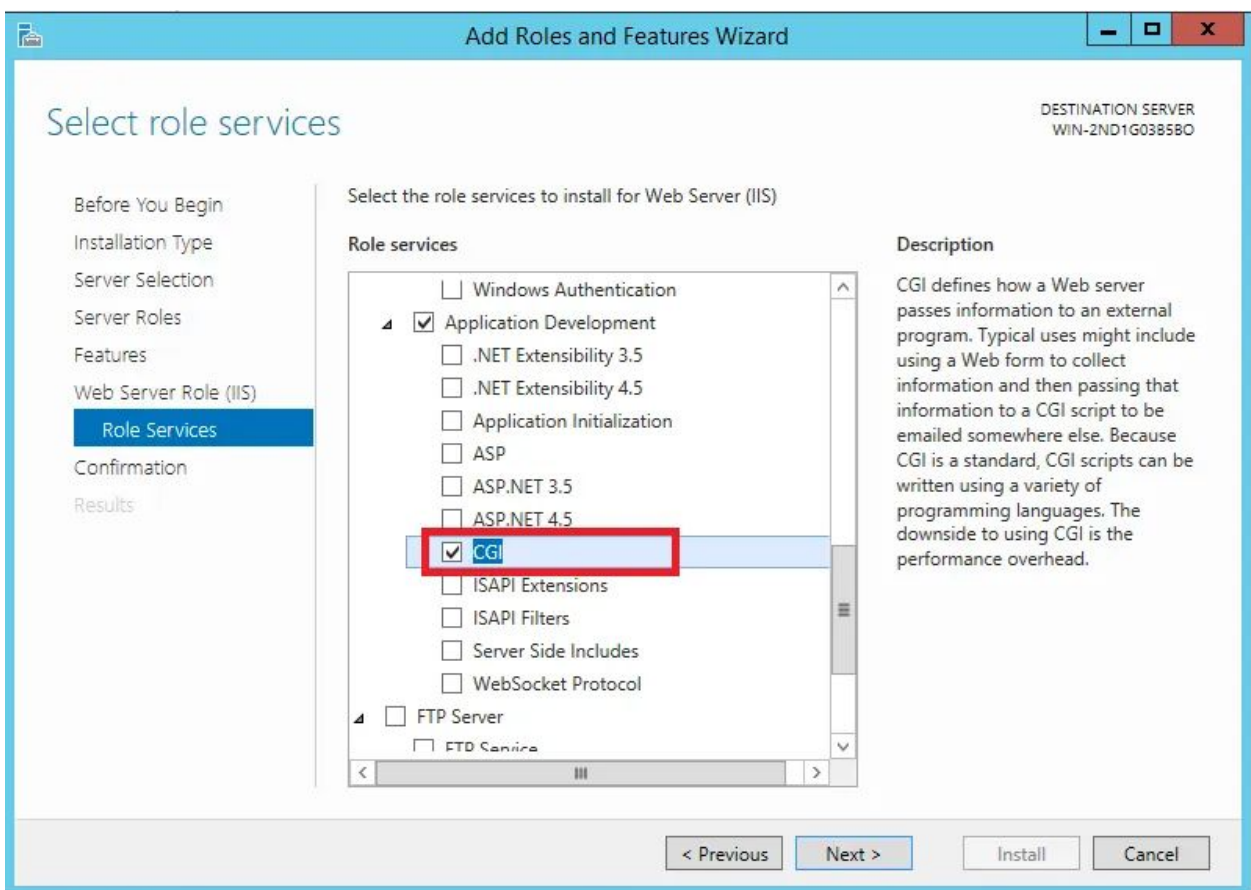 Add Roles and Features Wizard
Select role services
DESTINATION SERVER
WIN-2ND1G03B5BO
Before You Begin
Installation Type
Server Selection
Server Roles
Features
Web Server Role (IIS)
Role Services
Confirmation
Results
Select the role services to install for Web Server (IIS)
Role services
Windows Authentication
Application Development
.NET Extensibility 3.5
.NET Extensibility 4.5
Application Initialization
ASP
ASP.NET 3.5
ASP.NET 4.5
CGI
ISAPI Extensions
ISAPI Filters
Server Side Includes
WebSocket Protocol
FTP Server
FTP Service
Description
CGI defines how a Web server
passes information to an external
program. Typical uses might include
using a Web form to collect
information and then passing that
information to a CGI script to be
emailed somewhere else. Because
CGI is a standard, CGI scripts can be
written using a variety of
programming languages. The
downside to using CGI is the
performance overhead.
< Previous
Next >
Install
Cancel